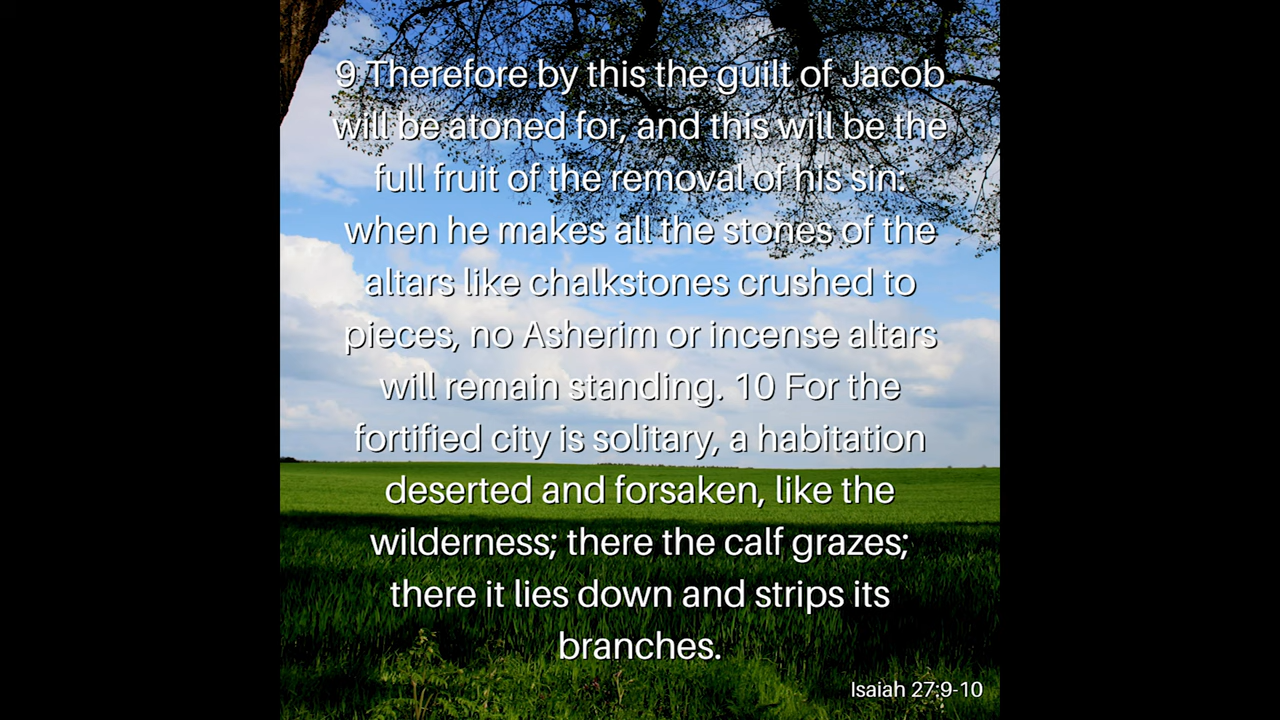 9 Therefore by this the guilt of Jacob
will be atoned for, and this will be the
full fruit of the removal of his sin:
when he makes all the stones of the
altars like chalkstones crushed to
pieces, no Asherim or incense altars
will remain standing. 10 For the
fortified city is solitary, a habitation
deserted and forsaken, like the
wilderness; there the calf grazes;
there it lies down and strips its
branches.
Isaiah 27:9-10